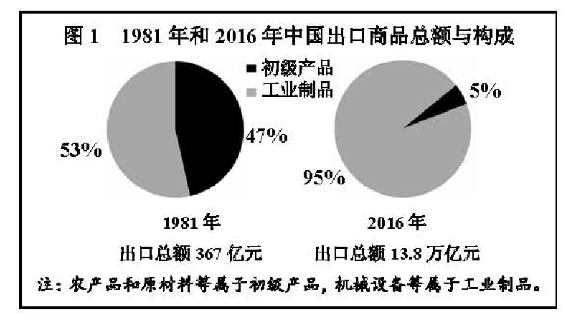 图1 1981年和2016年中国出口商品总额与构成
■初级产品
■工业制品
5%
53%
47%
95%
1981年
2016年
出口总额367亿元
出口总额13.8万亿元
注：农产品和原材料等属于初级产品，机械设备等属于工业制品。